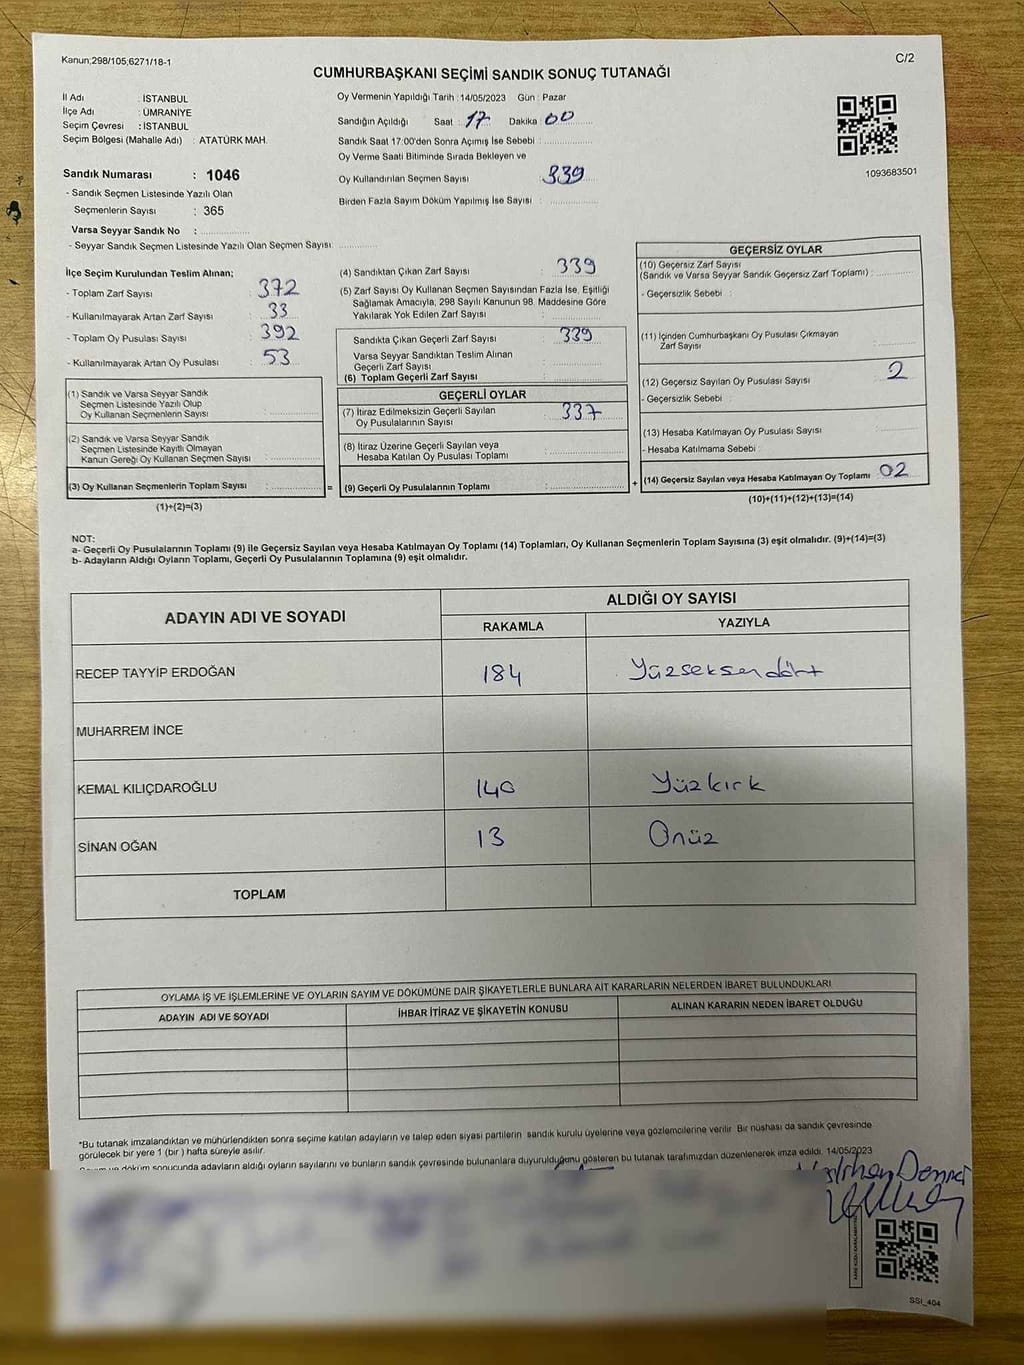 Kanun;298/105;6271/18-1
C/2
CUMHURBAŞKANI SEÇİMİ SANDIK SONUÇ TUTANAĞI
İl Adı : İSTANBUL
İlçe Adı : ÜMRANİYE
Seçim Çevresi : İSTANBUL
Seçim Bölgesi (Mahalle Adı) : ATATÜRK MAH.
Sandık Numarası : 1046
- Sandık Seçmen Listesinde Yazılı Olan
Seçmenlerin Sayısı : 365
Varsa Seyyar Sandık No :
- Seyyar Sandık Seçmen Listesinde Yazılı Olan Seçmen Sayısı:
Oy Vermenin Yapıldığı Tarih :14/05/2023 Gün : Pazar
Sandığın Açıldığı Saat : 17 Dakika : 00
Sandık Saat 17:00'den Sonra Açımış İse Sebebi :
Oy Verme Saati Bitiminde Sırada Bekleyen ve
Oy Kullandırılan Seçmen Sayısı : 339
Birden Fazla Sayım Döküm Yapılmış İse Sayısı :
1093683501
İlçe Seçim Kurulundan Teslim Alınan;
- Toplam Zarf Sayısı : 372
- Kullanılmayarak Artan Zarf Sayısı : 33
- Toplam Oy Pusulası Sayısı : 392
- Kullanılmayarak Artan Oy Pusulası : 53
(1) Sandık ve Varsa Seyyar Sandık
Seçmen Listesinde Yazılı Olup
Oy Kullanan Seçmenlerin Sayısı :
(2) Sandık ve Varsa Seyyar Sandık
Seçmen Listesinde Kayıtlı Olmayan
Kanun Gereği Oy Kullanan Seçmen Sayısı :
(3) Oy Kullanan Seçmenlerin Toplam Sayısı :
(1)+(2)=(3)
=
(4) Sandıktan Çıkan Zarf Sayısı : 339
(5) Zarf Sayısı Oy Kullanan Seçmen Sayısından Fazla İse, Eşitliği
Sağlamak Amacıyla, 298 Sayılı Kanunun 98. Maddesine Göre
Yakılarak Yok Edilen Zarf Sayısı :
Sandıkta Çıkan Geçerli Zarf Sayısı : 339
Varsa Seyyar Sandıktan Teslim Alınan
Geçerli Zarf Sayısı :
(6) Toplam Geçerli Zarf Sayısı :
GEÇERLİ OYLAR
(7) İtiraz Edilmeksizin Geçerli Sayılan
Oy Pusulalarının Sayısı : 337
(8) İtiraz Üzerine Geçerli Sayılan veya
Hesaba Katılan Oy Pusulası Toplamı :
(9) Geçerli Oy Pusulalarının Toplamı :
+
GEÇERSİZ OYLAR
(10) Geçersiz Zarf Sayısı
(Sandık ve Varsa Seyyar Sandık Geçersiz Zarf Toplamı) :
- Geçersizlik Sebebi :
(11) İçinden Cumhurbaşkanı Oy Pusulası Çıkmayan
Zarf Sayısı :
(12) Geçersiz Sayılan Oy Pusulası Sayısı : 2
- Geçersizlik Sebebi :
(13) Hesaba Katılmayan Oy Pusulası Sayısı :
- Hesaba Katılmama Sebebi :
(14) Geçersiz Sayılan veya Hesaba Katılmayan Oy Toplamı : 02
(10)+(11)+(12)+(13)=(14)
NOT:
a- Geçerli Oy Pusulalarının Toplamı (9) ile Geçersiz Sayılan veya Hesaba Katılmayan Oy Toplamı (14) Toplamları, Oy Kullanan Seçmenlerin Toplam Sayısına (3) eşit olmalıdır. (9)+(14)=(3)
b- Adayların Aldığı Oyların Toplamı, Geçerli Oy Pusulalarının Toplamına (9) eşit olmalıdır.
ADAYIN ADI VE SOYADI
ALDIĞI OY SAYISI
RAKAMLA YAZIYLA
RECEP TAYYİP ERDOĞAN 184 Yüzseksendört
MUHARREM İNCE
KEMAL KILIÇDAROĞLU 140 Yüzkırk
SİNAN OĞAN 13 Onüz
TOPLAM
OYLAMA İŞ VE İŞLEMLERİNE VE OYLARIN SAYIM VE DÖKÜMÜNE DAİR ŞİKAYETLERLE BUNLARA AİT KARARLARIN NELERDEN İBARET BULUNDUKLARI
ADAYIN ADI VE SOYADI İHBAR İTİRAZ VE ŞİKAYETİN KONUSU ALINAN KARARIN NEDEN İBARET OLDUĞU
*Bu tutanak imzalandıktan ve mühürlendikten sonra seçime katılan adayların ve talep eden siyasi partilerin sandık kurulu üyelerine veya gözlemcilerine verilir. Bir nüshası da sandık çevresinde
görülecek bir yere 1 (bir) hafta süreyle asılır.
döküm sonucunda adayların aldığı oyların sayılarını ve bunların sandık çevresinde bulunanlara duyurulduğunu gösteren bu tutanak tarafımızdan düzenlenerek imza edildi. 14/05/2023
SSI_404